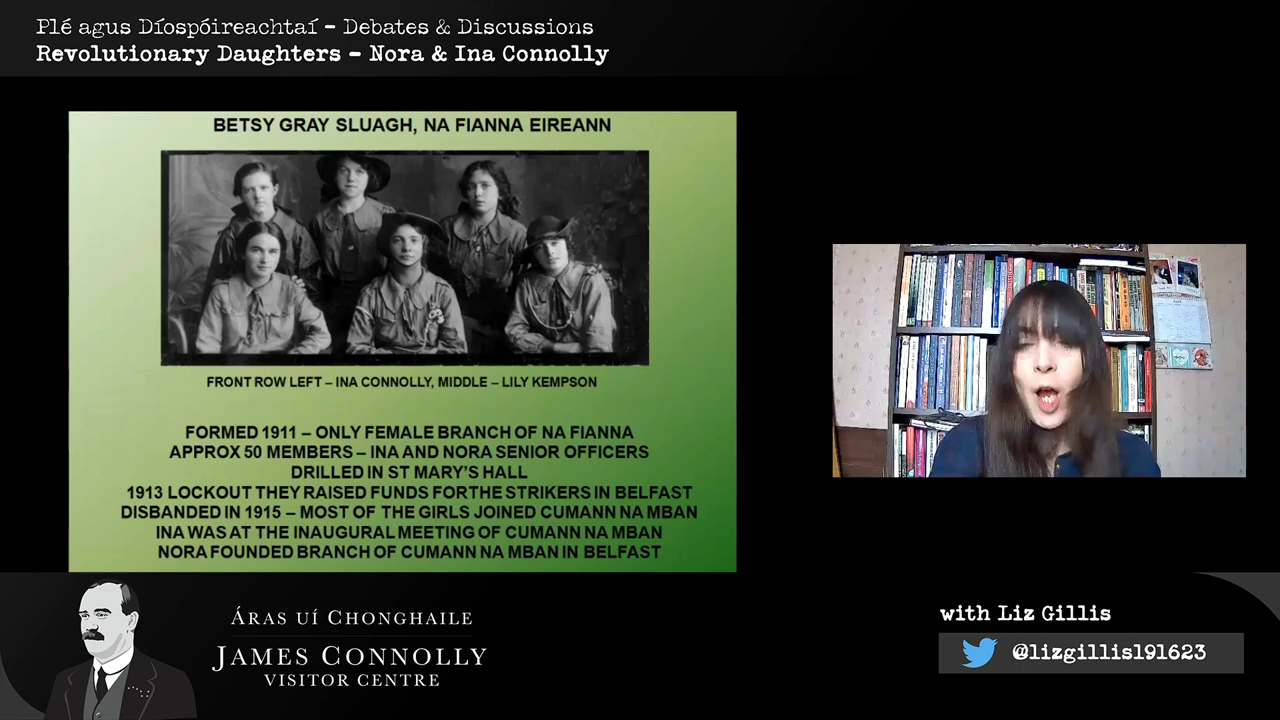 Plé agus Díospóireachtaí – Debates & Discussions
Revolutionary Daughters – Nora & Ina Connolly
BETSY GRAY SLUAGH, NA FIANNA EIREANN
FRONT ROW LEFT – INA CONNOLLY, MIDDLE – LILY KEMPSON
FORMED 1911 – ONLY FEMALE BRANCH OF NA FIANNA
APPROX 50 MEMBERS – INA AND NORA SENIOR OFFICERS
DRILLED IN ST MARY'S HALL
1913 LOCKOUT THEY RAISED FUNDS FORTHE STRIKERS IN BELFAST
DISBANDED IN 1915 – MOST OF THE GIRLS JOINED CUMANN NA MBAN
INA WAS AT THE INAUGURAL MEETING OF CUMANN NA MBAN
NORA FOUNDED BRANCH OF CUMANN NA MBAN IN BELFAST
ÁRAS UÍ CHONGHAILE
JAMES CONNOLLY
VISITOR CENTRE
with Liz Gillis
@lizgillis191623